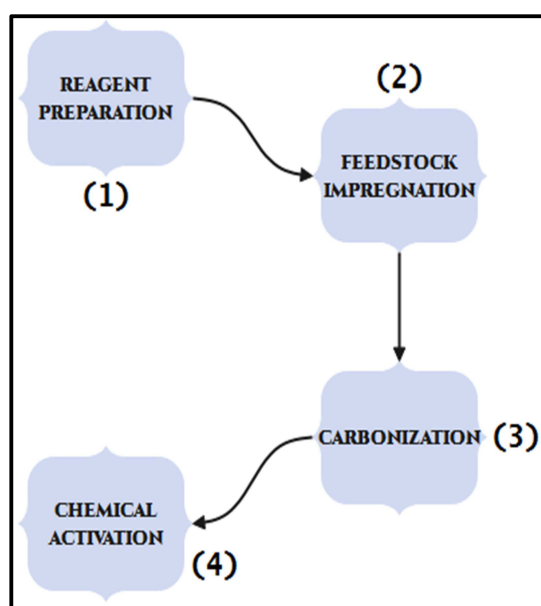 REAGENT
PREPARATION
(1)
(2)
FEEDSTOCK
IMPREGNATION
CARBONIZATION
(3)
CHEMICAL
ACTIVATION
(4)